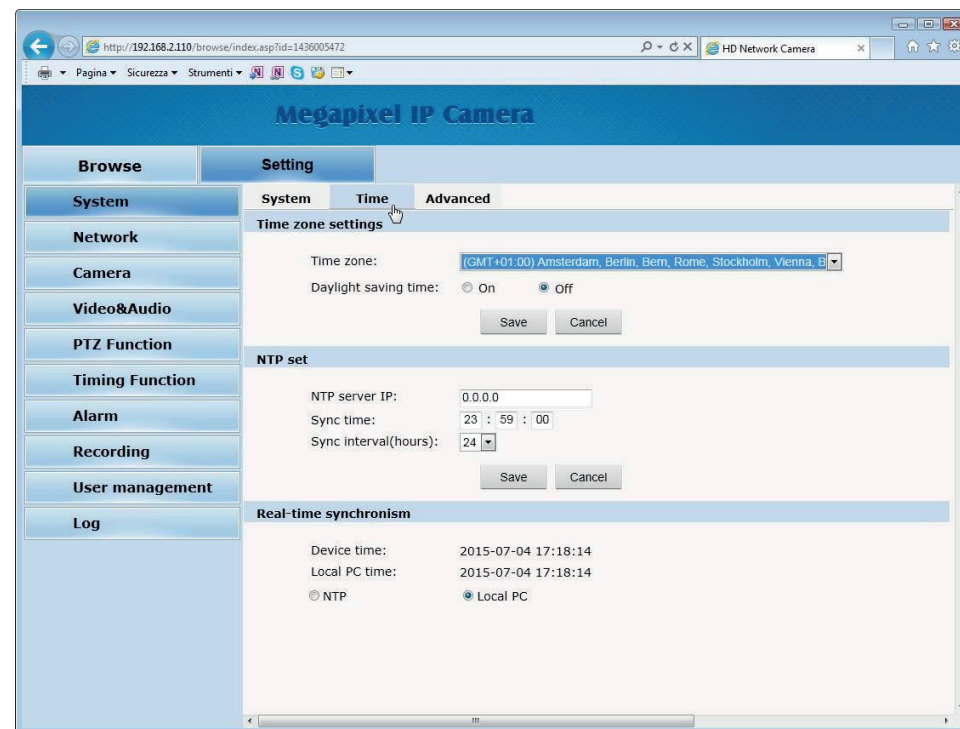 http://192.168.2.110/browse/index.asp?id=1436005472
HD Network Camera
Pagina Sicurezza Strumenti
Megapixel IP Camera
Browse Setting
System
Network
Camera
Video&Audio
PTZ Function
Timing Function
Alarm
Recording
User management
Log
System Time Advanced
Time zone settings
Time zone: (GMT+01:00) Amsterdam, Berlin, Bern, Rome, Stockholm, Vienna, B
Daylight saving time: On Off
Save Cancel
NTP set
NTP server IP: 0.0.0.0
Sync time: 23 : 59 : 00
Sync interval(hours): 24
Save Cancel
Real-time synchronism
Device time: 2015-07-04 17:18:14
Local PC time: 2015-07-04 17:18:14
NTP Local PC